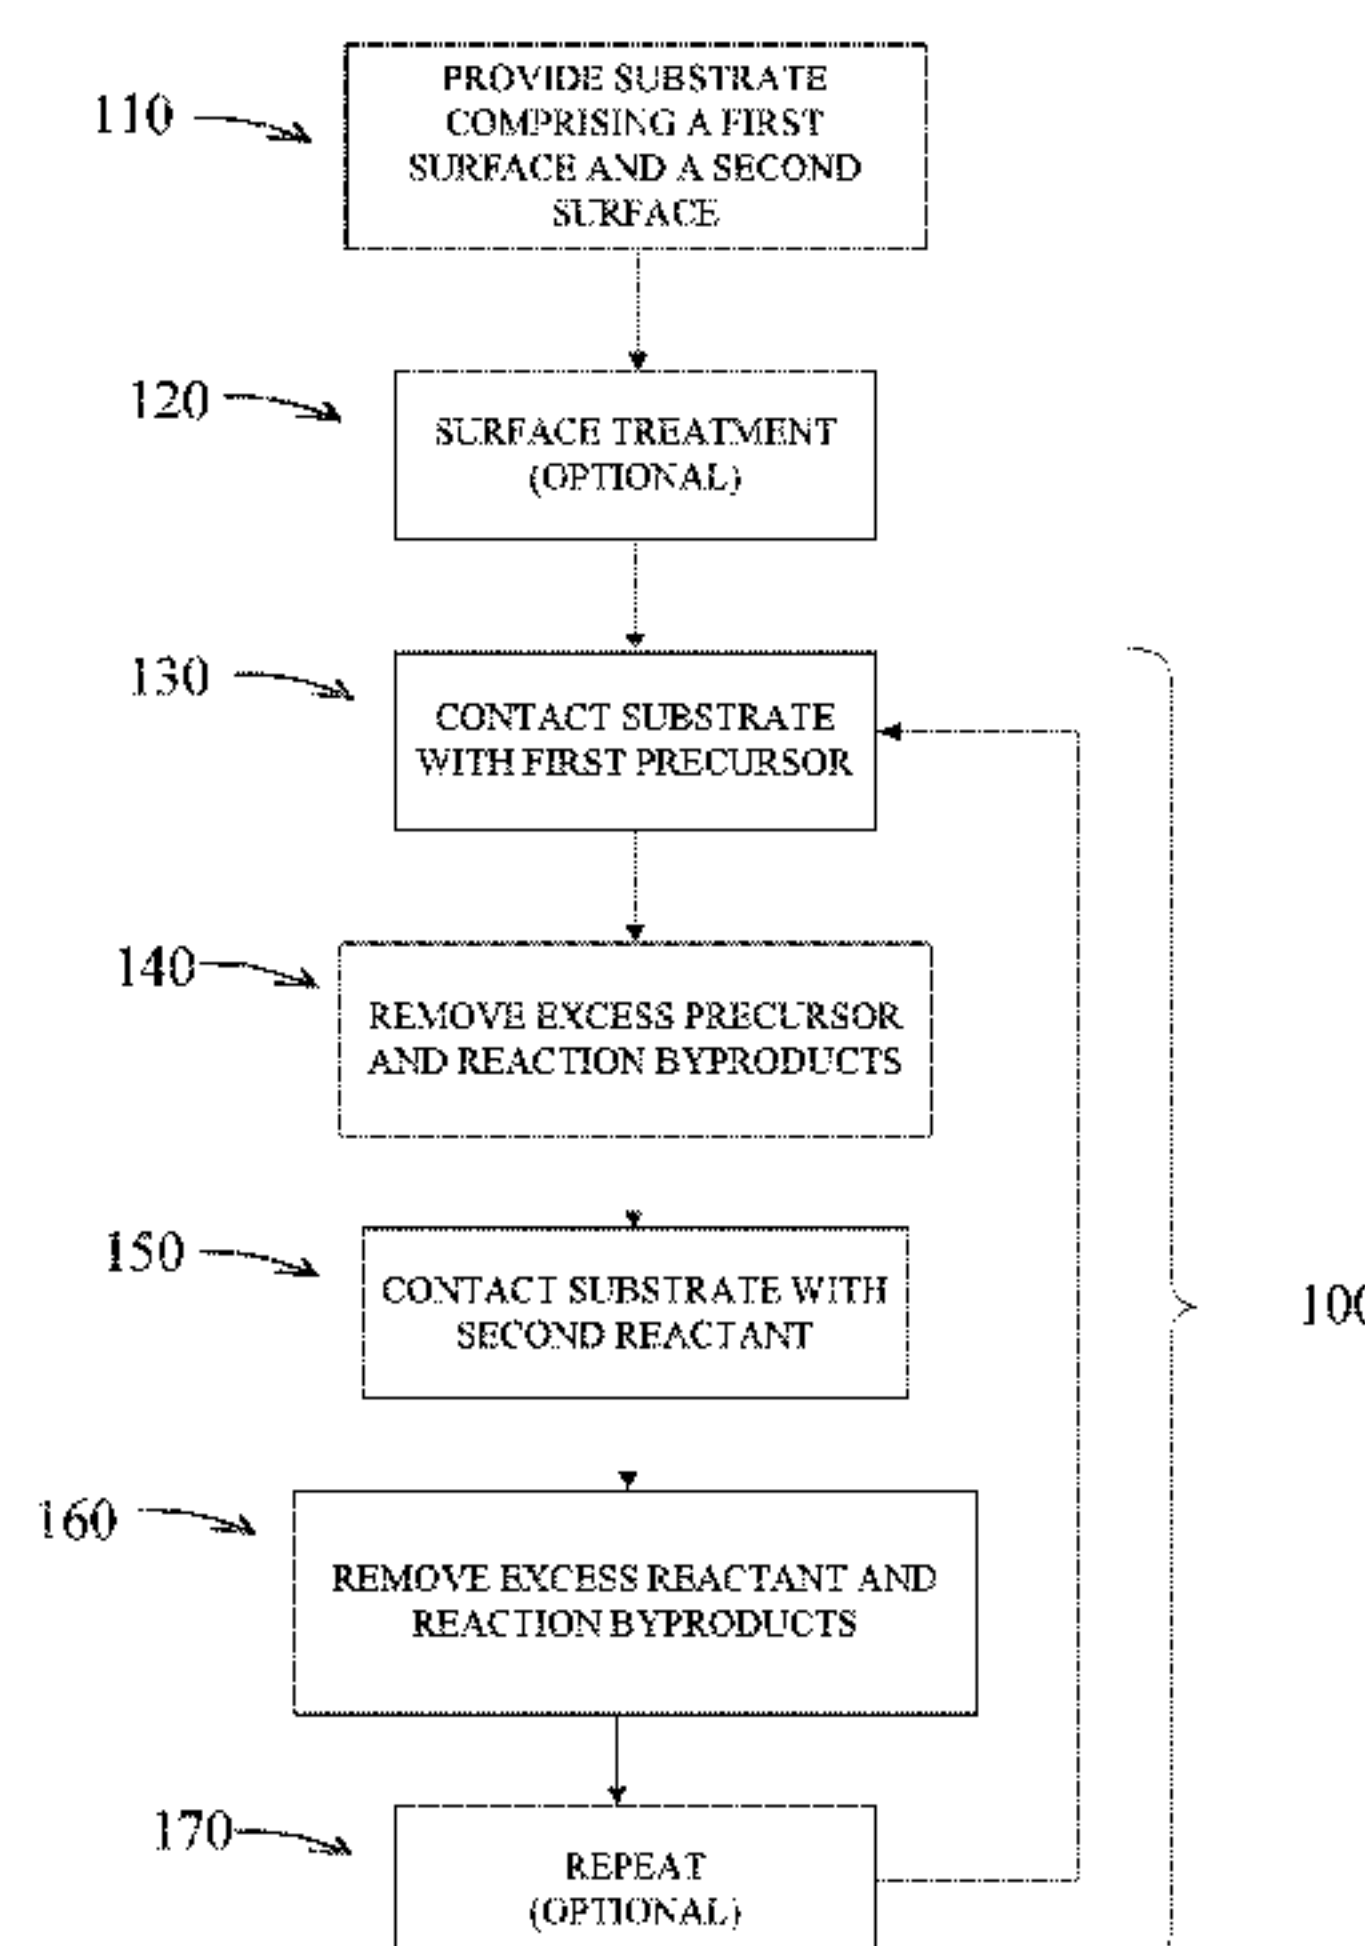 110
PROVIDE SUBSTRATE
COMPRISING A FIRST
SURFACE AND A SECOND
SURFACE
120
SURFACE TREATMENT
(OPTIONAL)
130
CONTACT SUBSTRATE
WITH FIRST PRECURSOR
140
REMOVE EXCESS PRECURSOR
AND REACTION BYPRODUCTS
150
CONTACT SUBSTRATE WITH
SECOND REACTANT
100
160
REMOVE EXCESS REACTANT AND
REACTION BYPRODUCTS
170
REPEAT
(OPTIONAL)